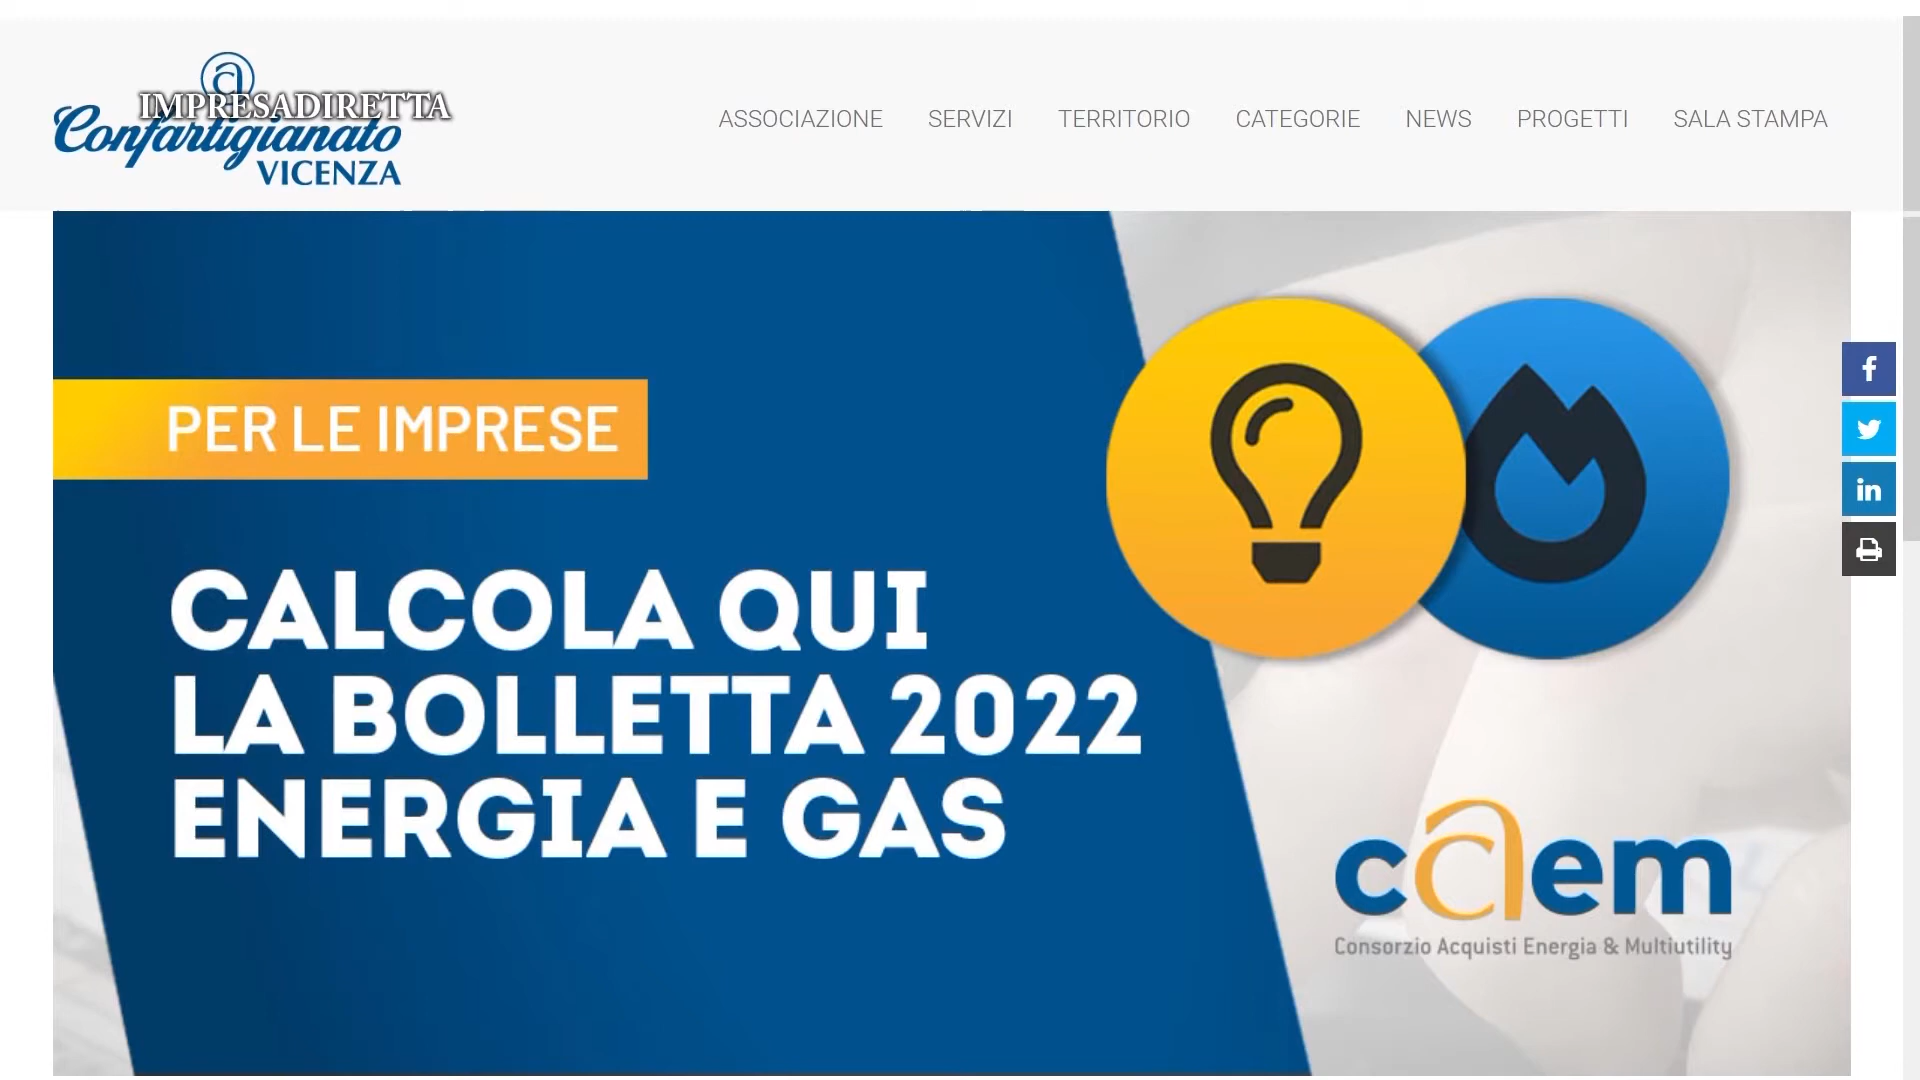 IMPRESADIRETTA
Confartigianato
VICENZA
ASSOCIAZIONE SERVIZI TERRITORIO CATEGORIE NEWS PROGETTI SALA STAMPA
PER LE IMPRESE
CALCOLA QUI
LA BOLLETTA 2022
ENERGIA E GAS
caem
Consorzio Acquisti Energia & Multiutility